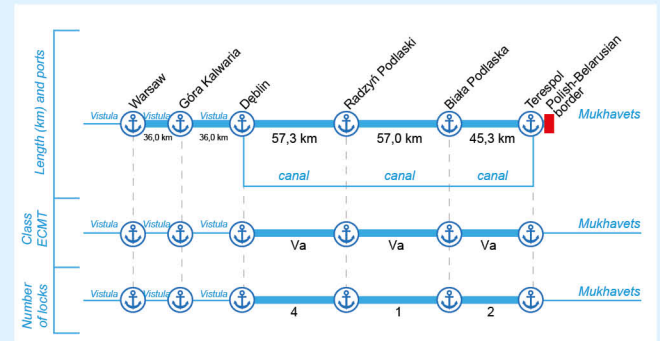 Length (km) and ports
Warsaw
Góra Kalwaria
Dęblin
Radzyń Podlaski
Biała Podlaska
Terespol
Polish-Belarusian
border
Vistula
Vistula
Vistula
Mukhavets
36,0 km
36,0 km
57,3 km
57,0 km
45,3 km
canal
canal
canal
Class
ECMT
Vistula
Vistula
Vistula
Mukhavets
Va
Va
Va
Number
of locks
Vistula
Vistula
Vistula
Mukhavets
4
1
2